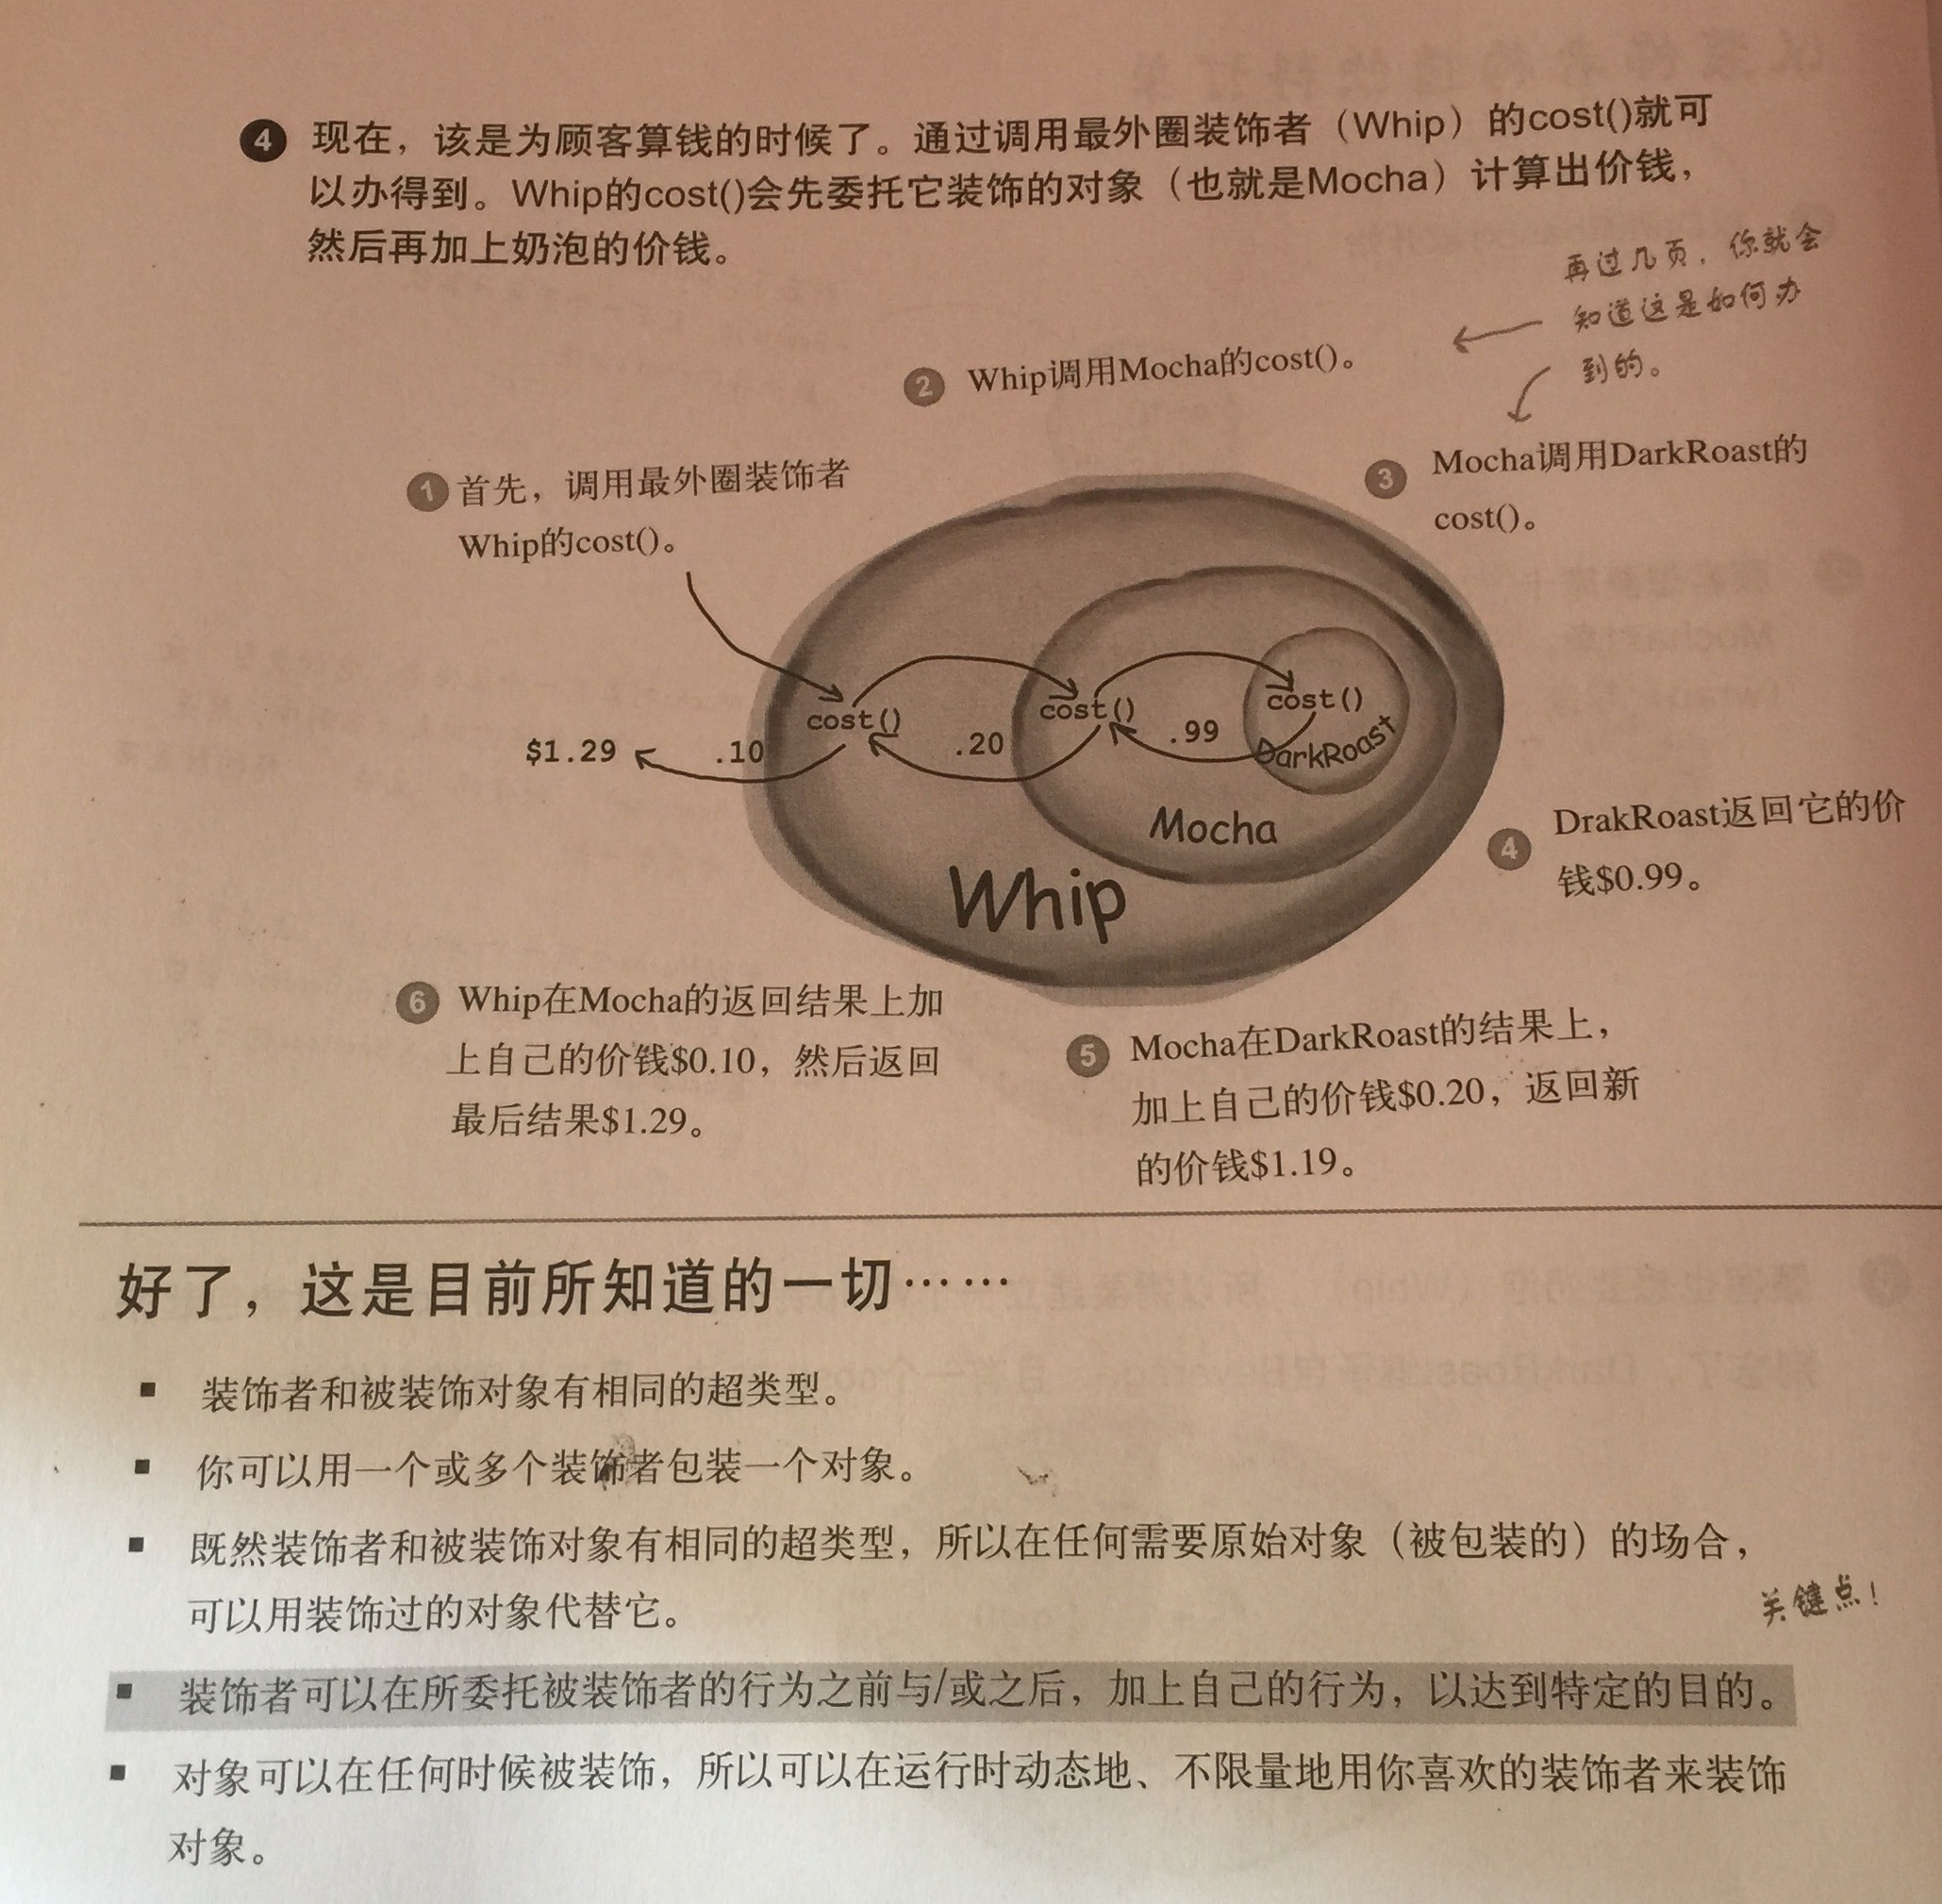 4 现在，该是为顾客算钱的时候了。通过调用最外圈装饰者（Whip）的cost()就可
以办得到。Whip的cost()会先委托它装饰的对象（也就是Mocha）计算出价钱，
然后再加上奶泡的价钱。
再过几页，你就会
知道这是如何办
到的。
2 Whip调用Mocha的cost()。
1 首先，调用最外圈装饰者
Whip的cost()。
3 Mocha调用DarkRoast的
cost()。
cost() cost() cost()
$1.29 .10 .20 .99 DarkRoast
Mocha
Whip
4 DrakRoast返回它的价
钱$0.99。
6 Whip在Mocha的返回结果上加
上自己的价钱$0.10，然后返回
最后结果$1.29。
5 Mocha在DarkRoast的结果上，
加上自己的价钱$0.20，返回新
的价钱$1.19。
好了，这是目前所知道的一切……
▪ 装饰者和被装饰对象有相同的超类型。
▪ 你可以用一个或多个装饰者包装一个对象。
▪ 既然装饰者和被装饰对象有相同的超类型，所以在任何需要原始对象（被包装的）的场合，
可以用装饰过的对象代替它。
关键点！
▪ 装饰者可以在所委托被装饰者的行为之前与/或之后，加上自己的行为，以达到特定的目的。
▪ 对象可以在任何时候被装饰，所以可以在运行时动态地、不限量地用你喜欢的装饰者来装饰
对象。